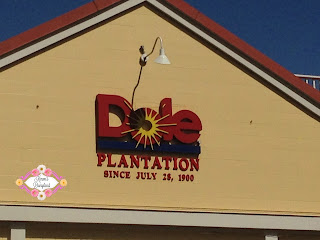 Dole
PLANTATION
SINCE JULY 28, 1900